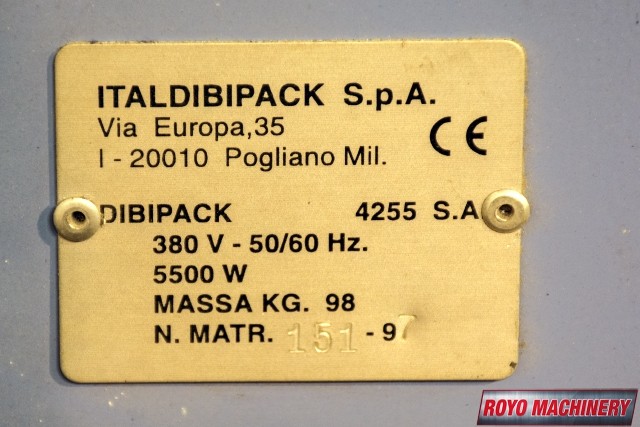 ITALDIBIPACK S.p.A.
Via Europa,35
I - 20010 Pogliano Mil.
CE
DIBIPACK 4255 S.A
380 V - 50/60 Hz.
5500 W
MASSA KG. 98
N. MATR. 151 - 97
ROYO MACHINERY